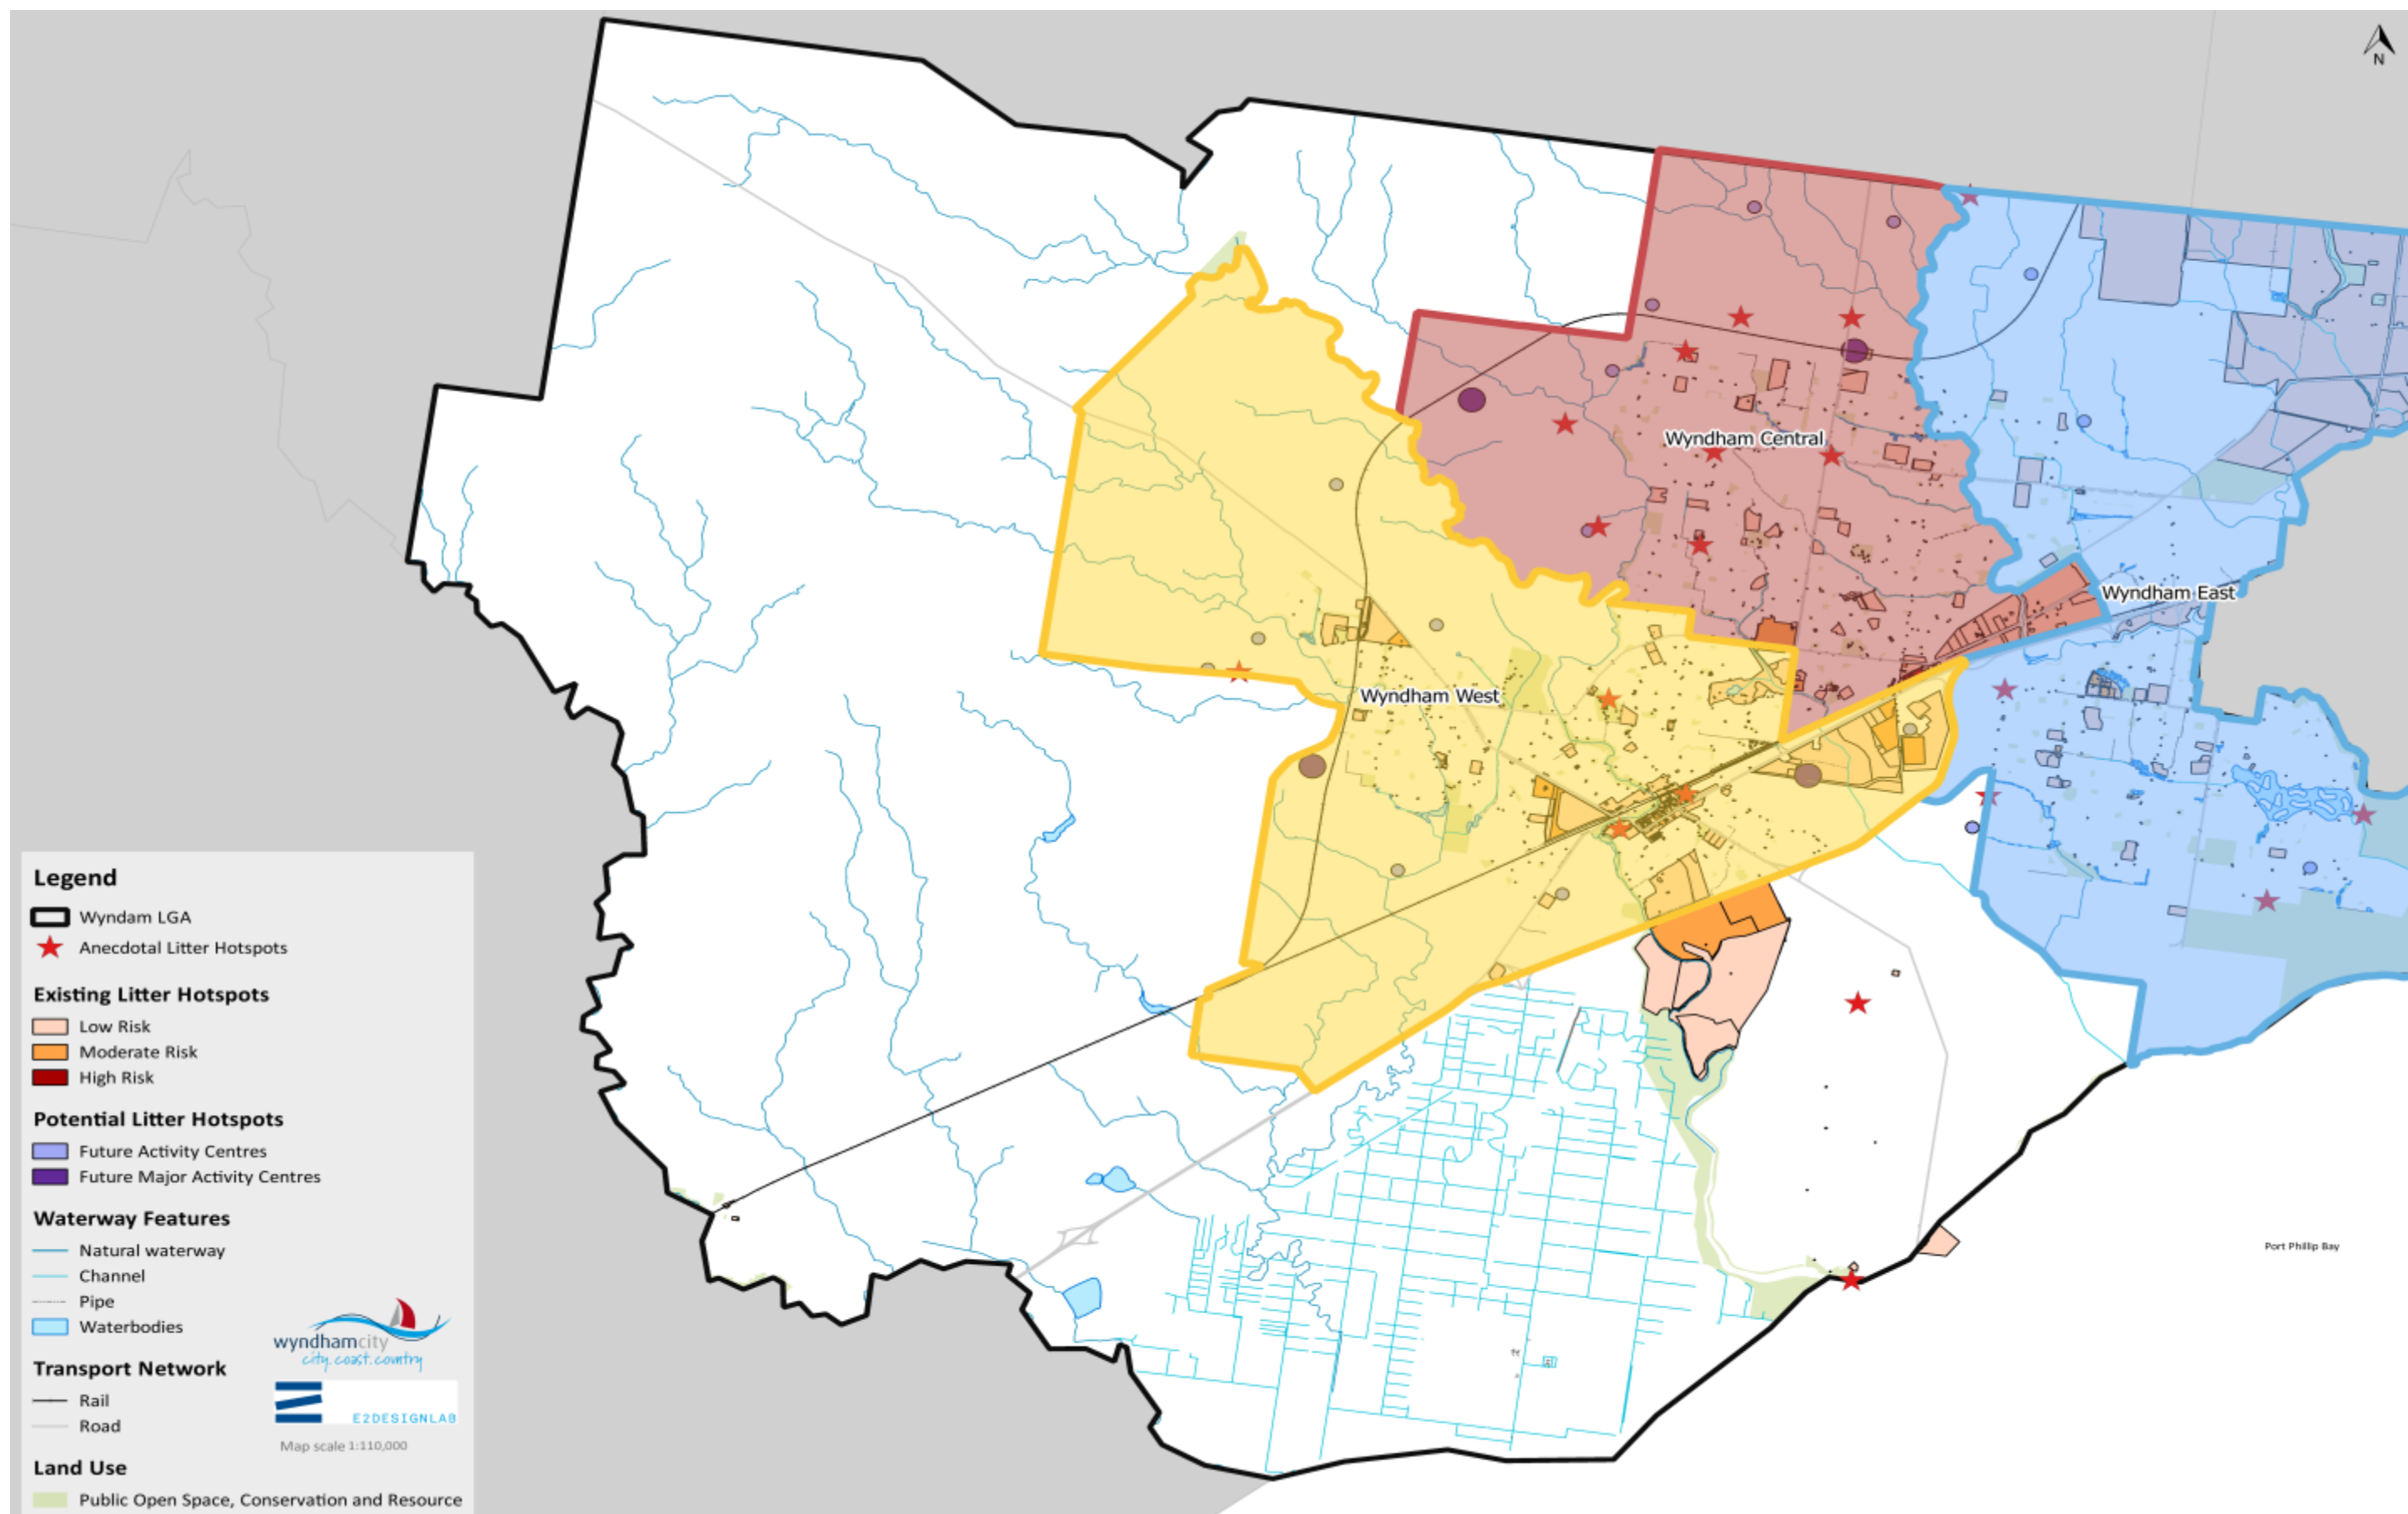 N
Wyndham Central
Wyndham East
Wyndham West
Port Phillip Bay
Legend
Wyndam LGA
Anecdotal Litter Hotspots
Existing Litter Hotspots
Low Risk
Moderate Risk
High Risk
Potential Litter Hotspots
Future Activity Centres
Future Major Activity Centres
Waterway Features
Natural waterway
Channel
Pipe
Waterbodies
Transport Network
Rail
Road
Land Use
Public Open Space, Conservation and Resource
wyndhamcity
city.coast.country
E2DESIGNLAB
Map scale 1:110,000